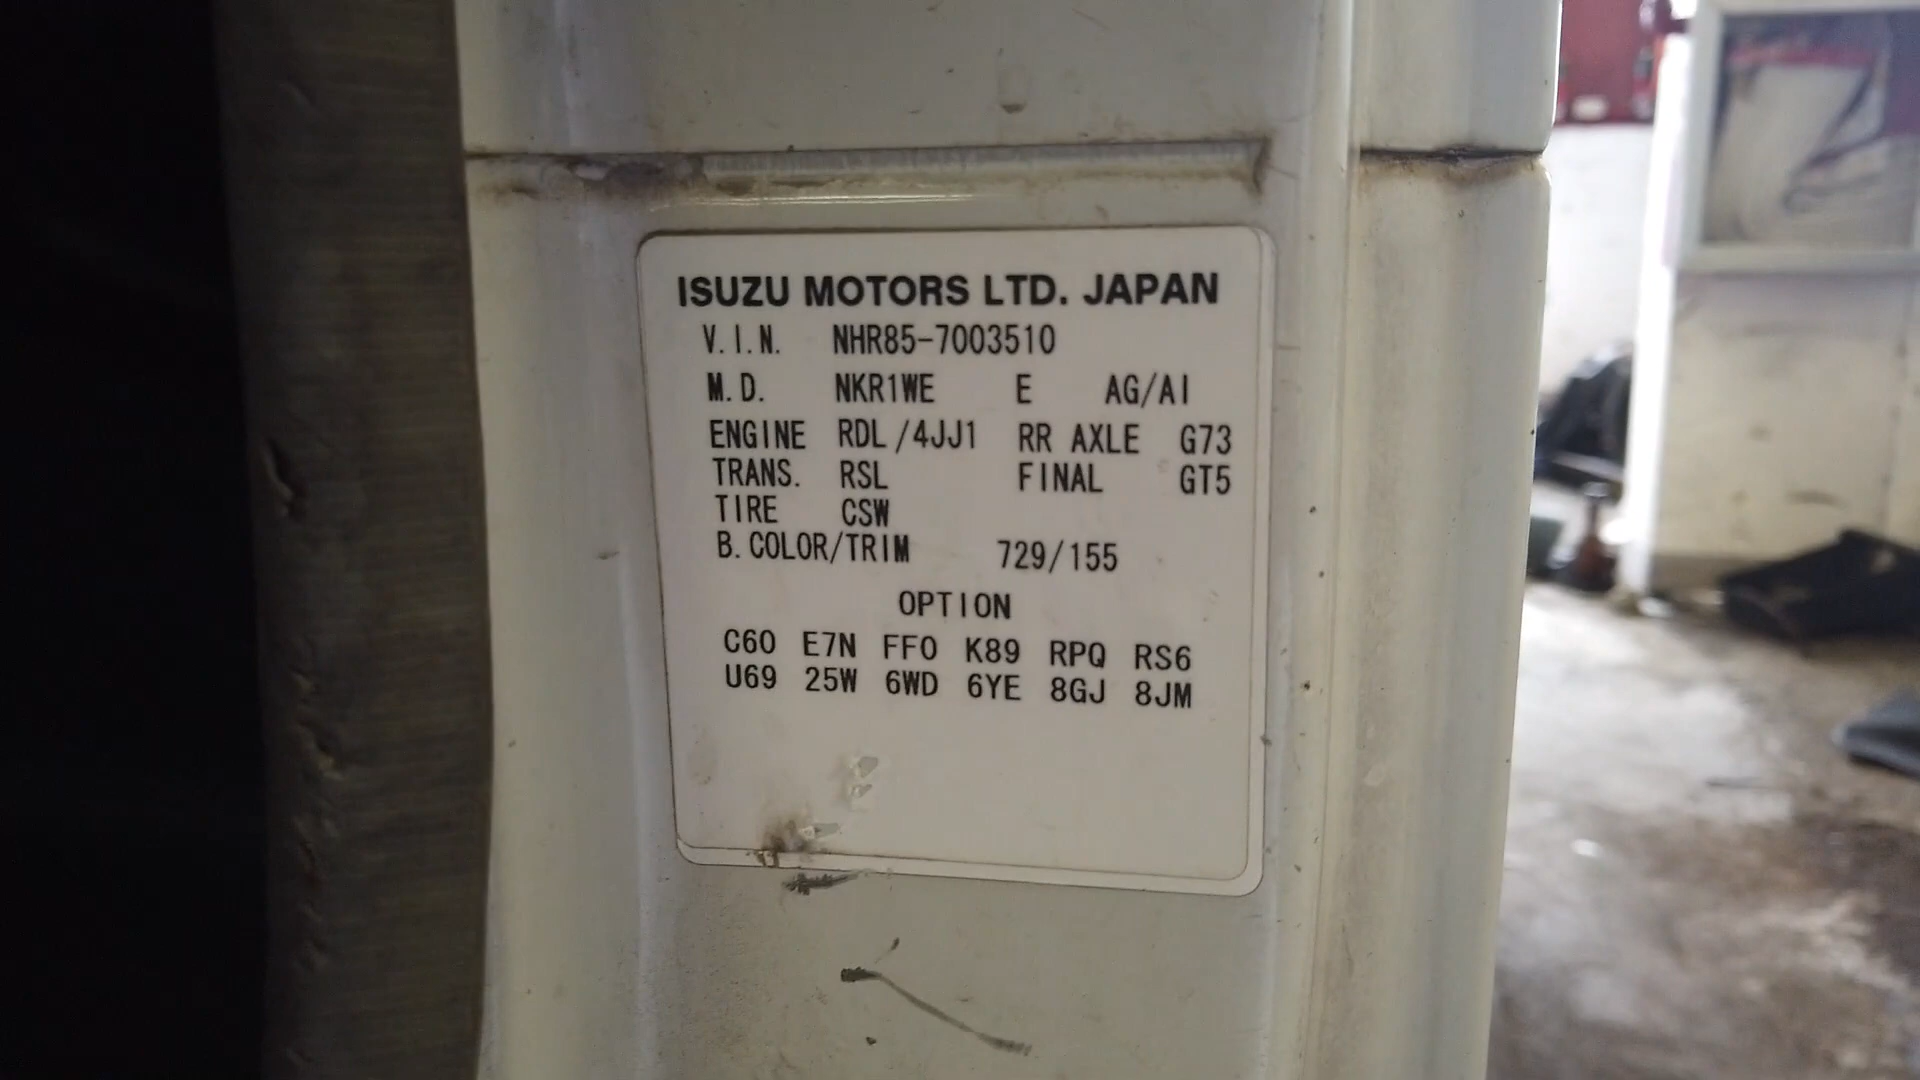 ISUZU MOTORS LTD. JAPAN
V.I.N. NHR85-7003510
M.D. NKR1WE E AG/AI
ENGINE RDL/4JJ1 RR AXLE G73
TRANS. RSL FINAL GT5
TIRE CSW
B.COLOR/TRIM 729/155
OPTION
C60 E7N FF0 K89 RPQ RS6
U69 25W 6WD 6YE 8GJ 8JM